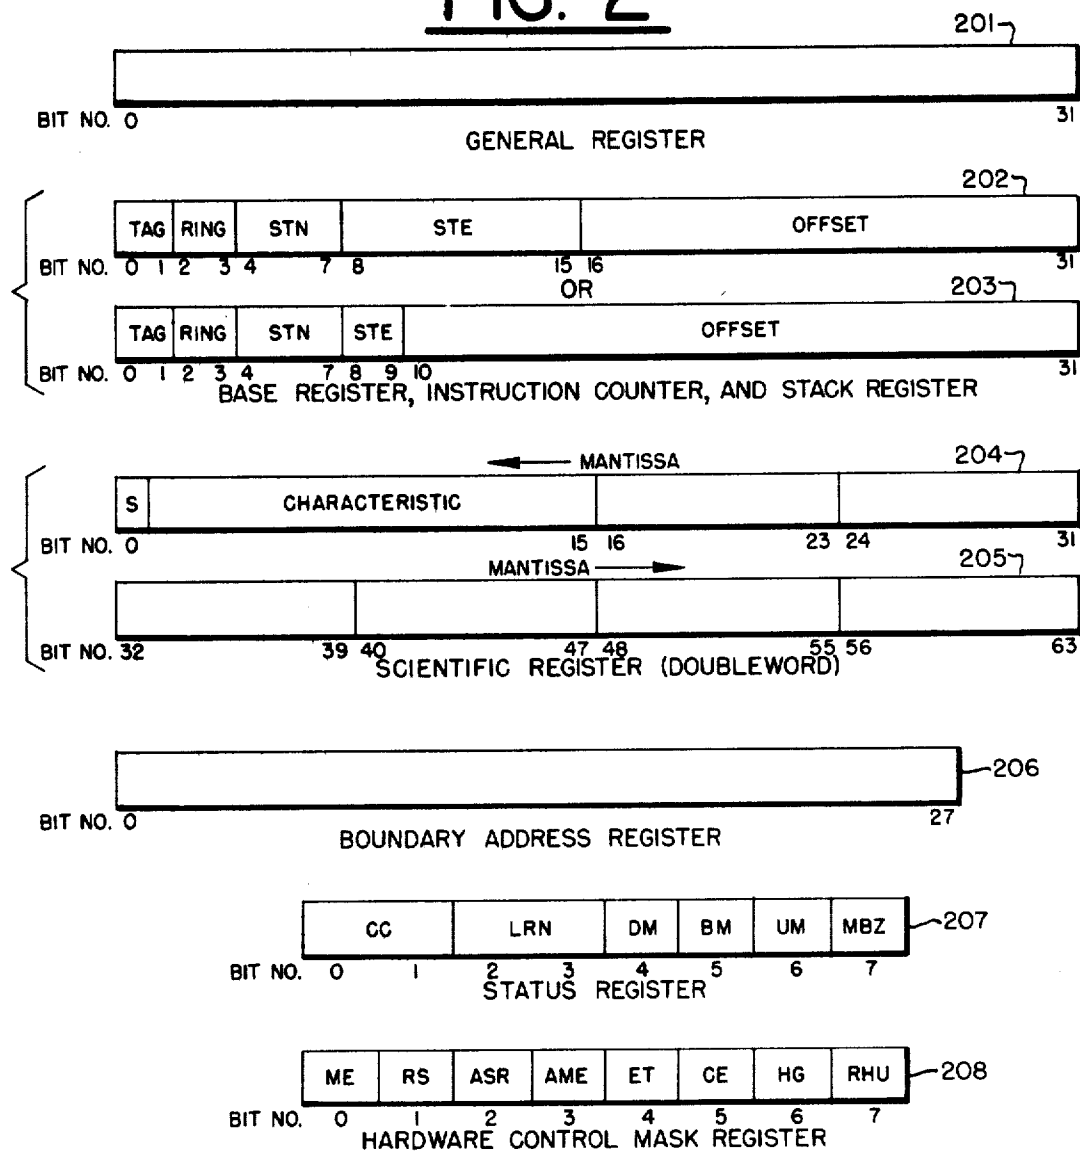 FIG. 2
201
BIT NO. 0 31
GENERAL REGISTER
202
TAG RING STN STE OFFSET
BIT NO. 0 1 2 3 4 7 8 15 16 31
OR
203
TAG RING STN STE OFFSET
BIT NO. 0 1 2 3 4 7 8 9 10 31
BASE REGISTER, INSTRUCTION COUNTER, AND STACK REGISTER
MANTISSA 204
S CHARACTERISTIC
BIT NO. 0 15 16 23 24 31
MANTISSA 205
BIT NO. 32 39 40 47 48 55 56 63
SCIENTIFIC REGISTER (DOUBLEWORD)
206
BIT NO. 0 27
BOUNDARY ADDRESS REGISTER
CC LRN DM BM UM MBZ 207
BIT NO. 0 1 2 3 4 5 6 7
STATUS REGISTER
ME RS ASR AME ET CE HG RHU 208
BIT NO. 0 1 2 3 4 5 6 7
HARDWARE CONTROL MASK REGISTER